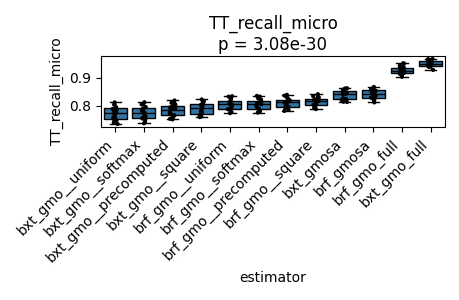 TT_recall_micro
p = 3.08e-30
TT_recall_micro
0.9
0.8
bxt_gmo__uniform
bxt_gmo__softmax
bxt_gmo__precomputed
bxt_gmo__square
brf_gmo__uniform
brf_gmo__softmax
brf_gmo__precomputed
brf_gmo__square
bxt_gmosa
brf_gmosa
brf_gmo_full
bxt_gmo_full
estimator